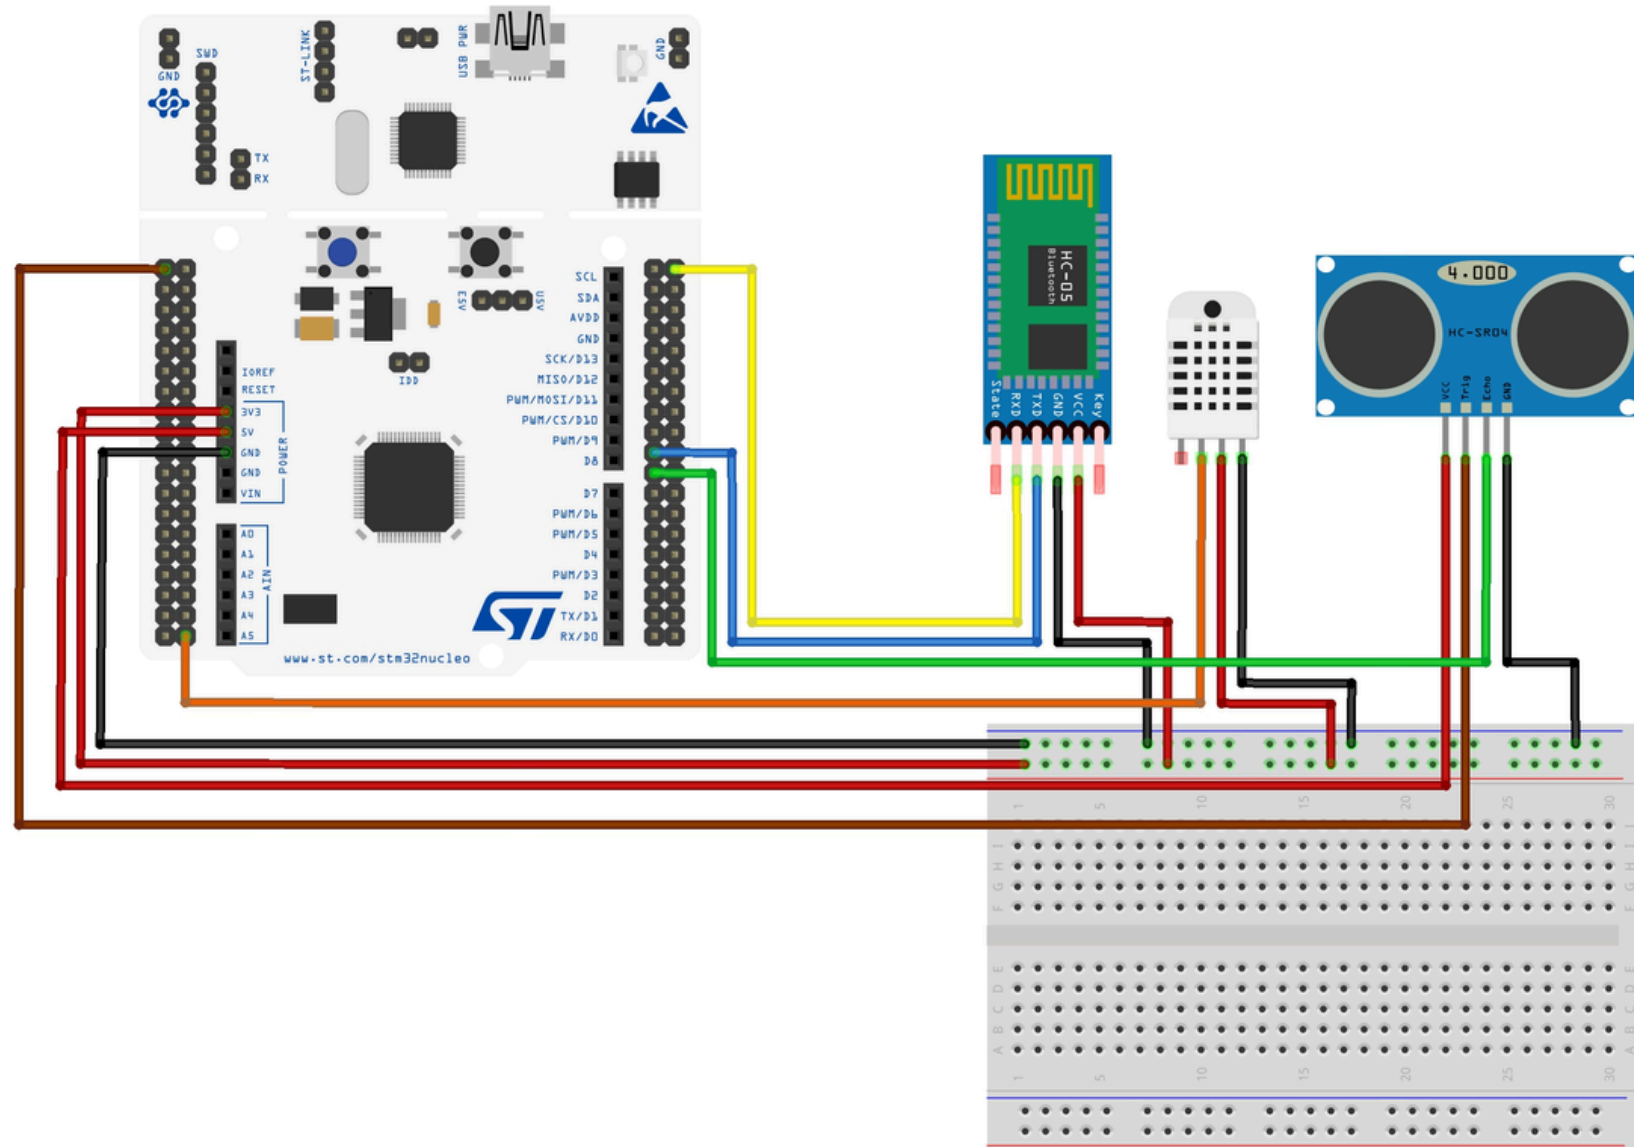 SWD
GND
TX
RX
ST-LINK
USB PWR
GND
E5V
U5V
IDD
IOREF
RESET
3V3
5V
GND
GND
VIN
POWER
A0
A1
A2
A3
A4
A5
AIN
SCL
SDA
AVDD
GND
SCK/D13
MISO/D12
PWM/MOSI/D11
PWM/CS/D10
PWM/D9
D8
D7
PWM/D6
PWM/D5
D4
PWM/D3
D2
TX/D1
RX/D0
ST
www.st.com/stm32nucleo
HC-05
Bluetooth
State
RXD
TXD
GND
VCC
Key
4.000
HC-SR04
VCC
Trig
Echo
GND
1 5 10 15 20 25 30
J
I I
H H
G G
F F
E E
D D
C C
B B
A A
1 5 10 15 20 25 30